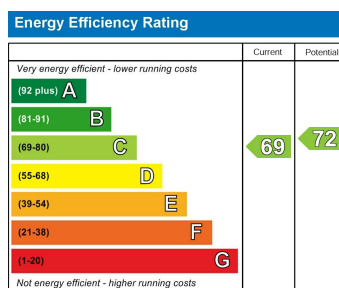 Energy Efficiency Rating
Current Potential
Very energy efficient - lower running costs
(92 plus) A
(81-91) B
(69-80) C
69
72
(55-68) D
(39-54) E
(21-38) F
(1-20) G
Not energy efficient - higher running costs